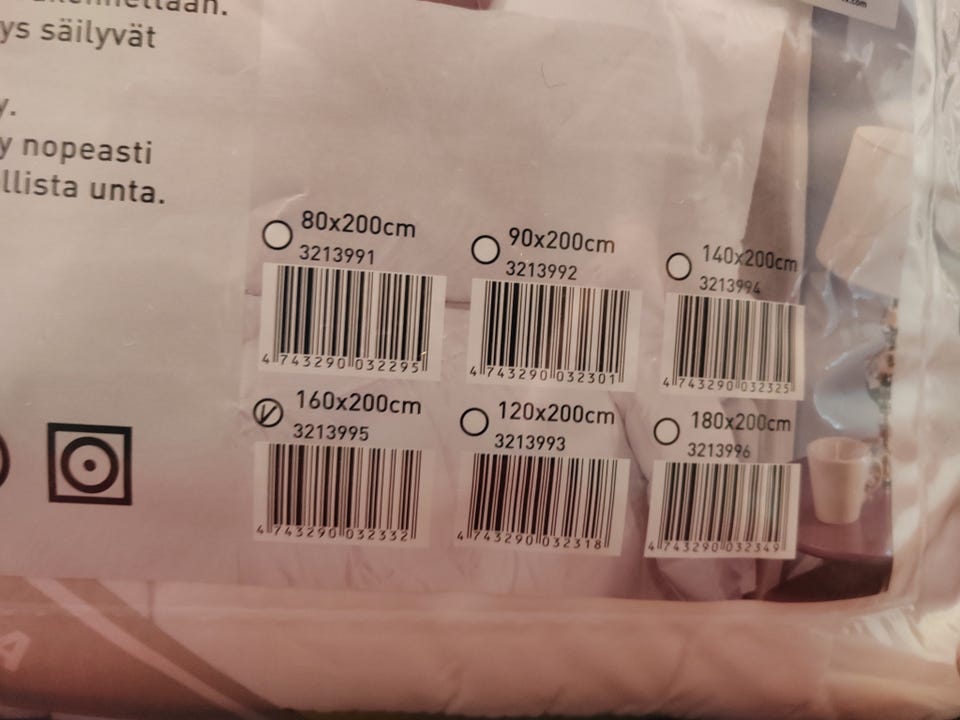 ys säilyvät
y.
y nopeasti
llista unta.
80x200cm
3213991
4 743290 032295
90x200cm
3213992
4 743290 032301
140x200cm
3213994
4 743290 032325
160x200cm
3213995
4 743290 032332
120x200cm
3213993
4 743290 032318
180x200cm
3213996
4 743290 032349
A